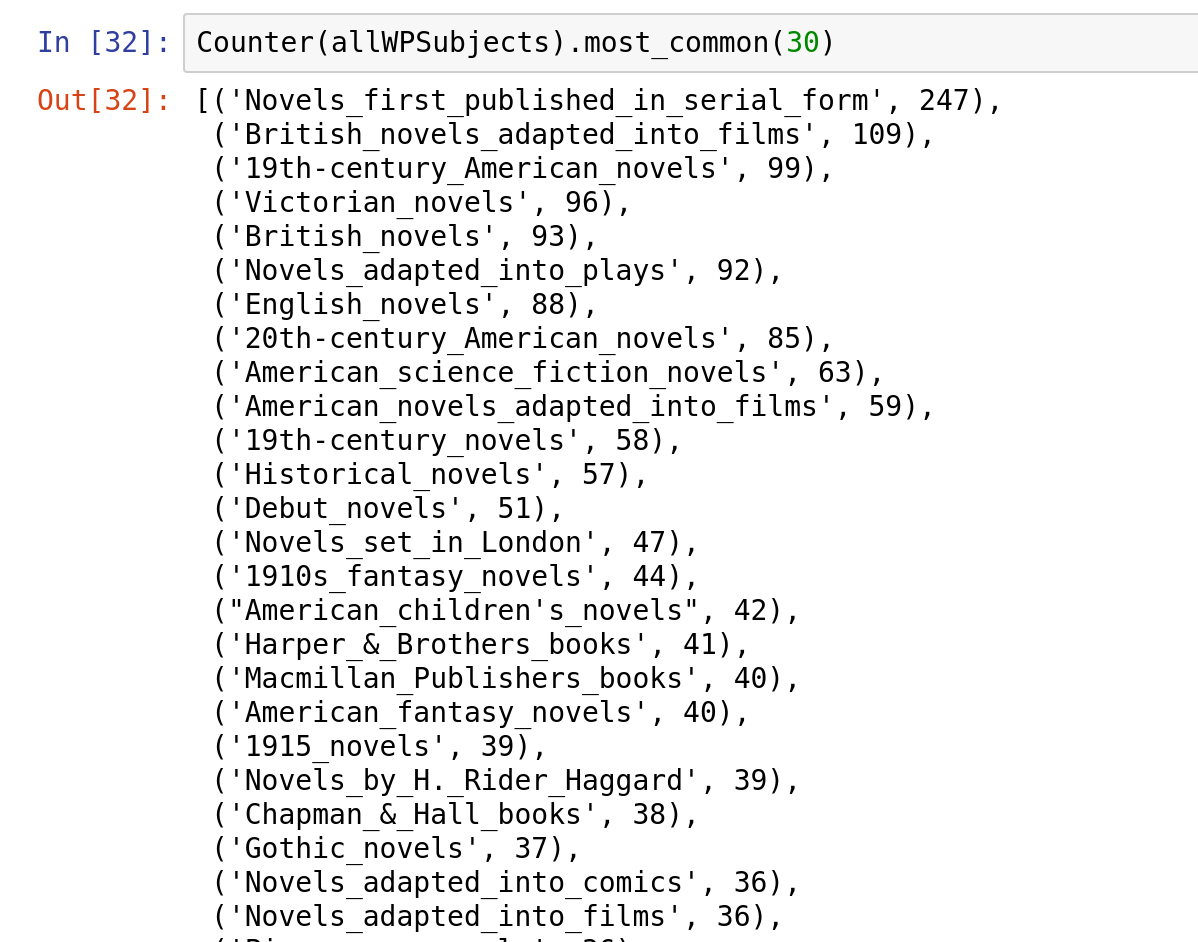 In [32]: Counter(allWPSubjects).most_common(30)
Out[32]: [('Novels_first_published_in_serial_form', 247),
('British_novels_adapted_into_films', 109),
('19th-century_American_novels', 99),
('Victorian_novels', 96),
('British_novels', 93),
('Novels_adapted_into_plays', 92),
('English_novels', 88),
('20th-century_American_novels', 85),
('American_science_fiction_novels', 63),
('American_novels_adapted_into_films', 59),
('19th-century_novels', 58),
('Historical_novels', 57),
('Debut_novels', 51),
('Novels_set_in_London', 47),
('1910s_fantasy_novels', 44),
("American_children's_novels", 42),
('Harper_&_Brothers_books', 41),
('Macmillan_Publishers_books', 40),
('American_fantasy_novels', 40),
('1915_novels', 39),
('Novels_by_H._Rider_Haggard', 39),
('Chapman_&_Hall_books', 38),
('Gothic_novels', 37),
('Novels_adapted_into_comics', 36),
('Novels_adapted_into_films', 36),